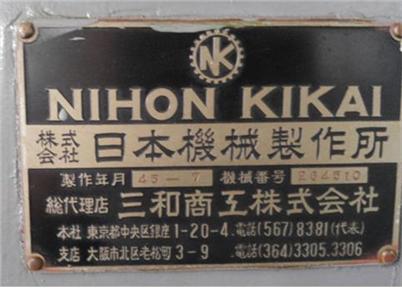 NK
NIHON KIKAI
株式会社 日本機械製作所
製作年月 45-7 機械番号 264510
総代理店 三和商工株式会社
本社 東京都中央区銀座1-20-4 電話(567)8381(代表)
支店 大阪市北区老松町3-9 電話(364)3305.3306